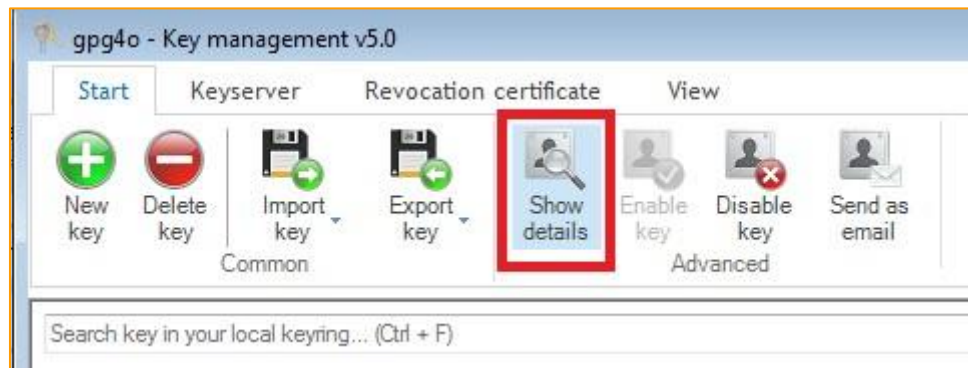 gpg4o - Key management v5.0
Start Keyserver Revocation certificate View
New key
Delete key
Import key
Export key
Show details
Enable key
Disable key
Send as email
Common Advanced
Search key in your local keyring... (Ctrl + F)